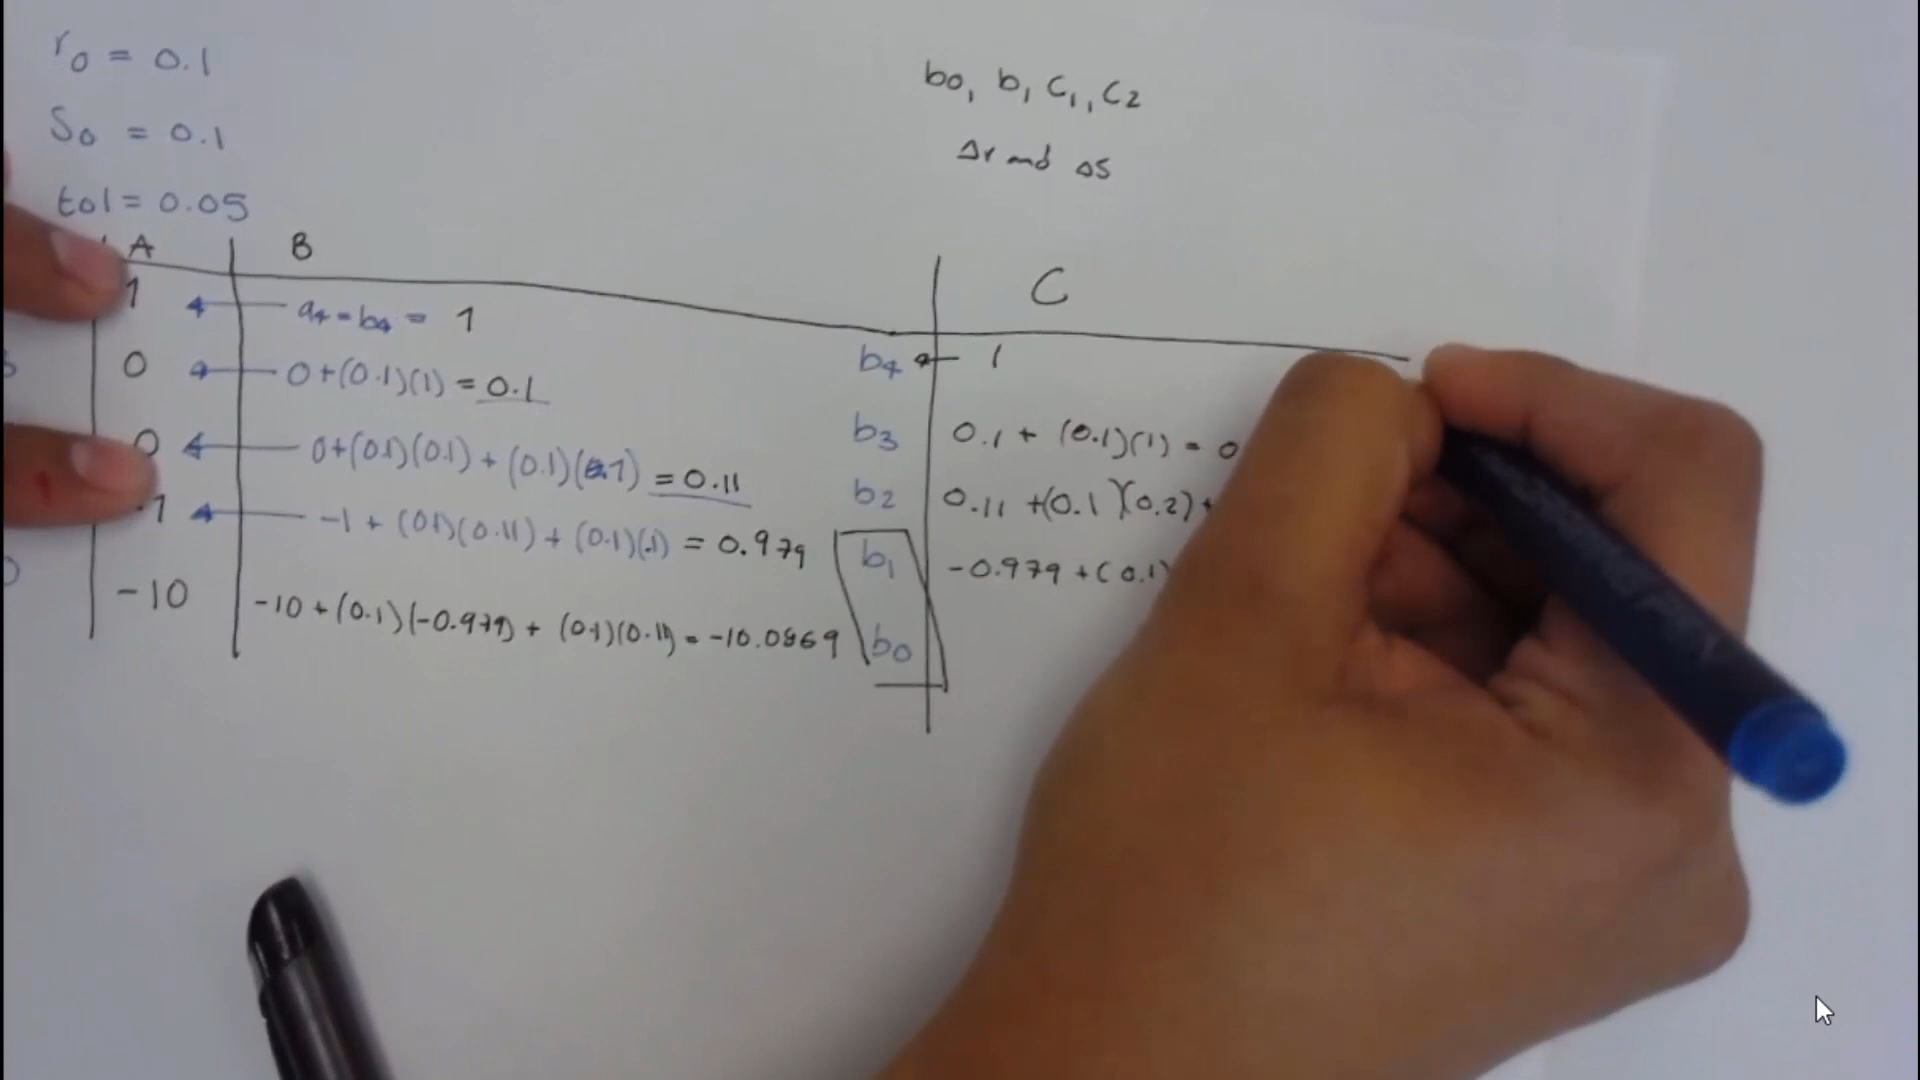 r0 = 0.1
S0 = 0.1
tol = 0.05
b0, b1 C1, C2
Δr and ΔS
A B C
1 a4 = b4 = 1
0 0+(0.1)(1) = 0.1
0 0+(0.1)(0.1) + (0.1)(1) = 0.11
-1 + (0.1)(0.11) + (0.1)(.1) = 0.979
-10 -10 + (0.1)(-0.979) + (0.1)(0.11) = -10.0869
b4 1
b3 0.1 + (0.1)(1) = 0
b2 0.11 +(0.1)(0.2) +
b1 -0.979 + (0.1)
b0